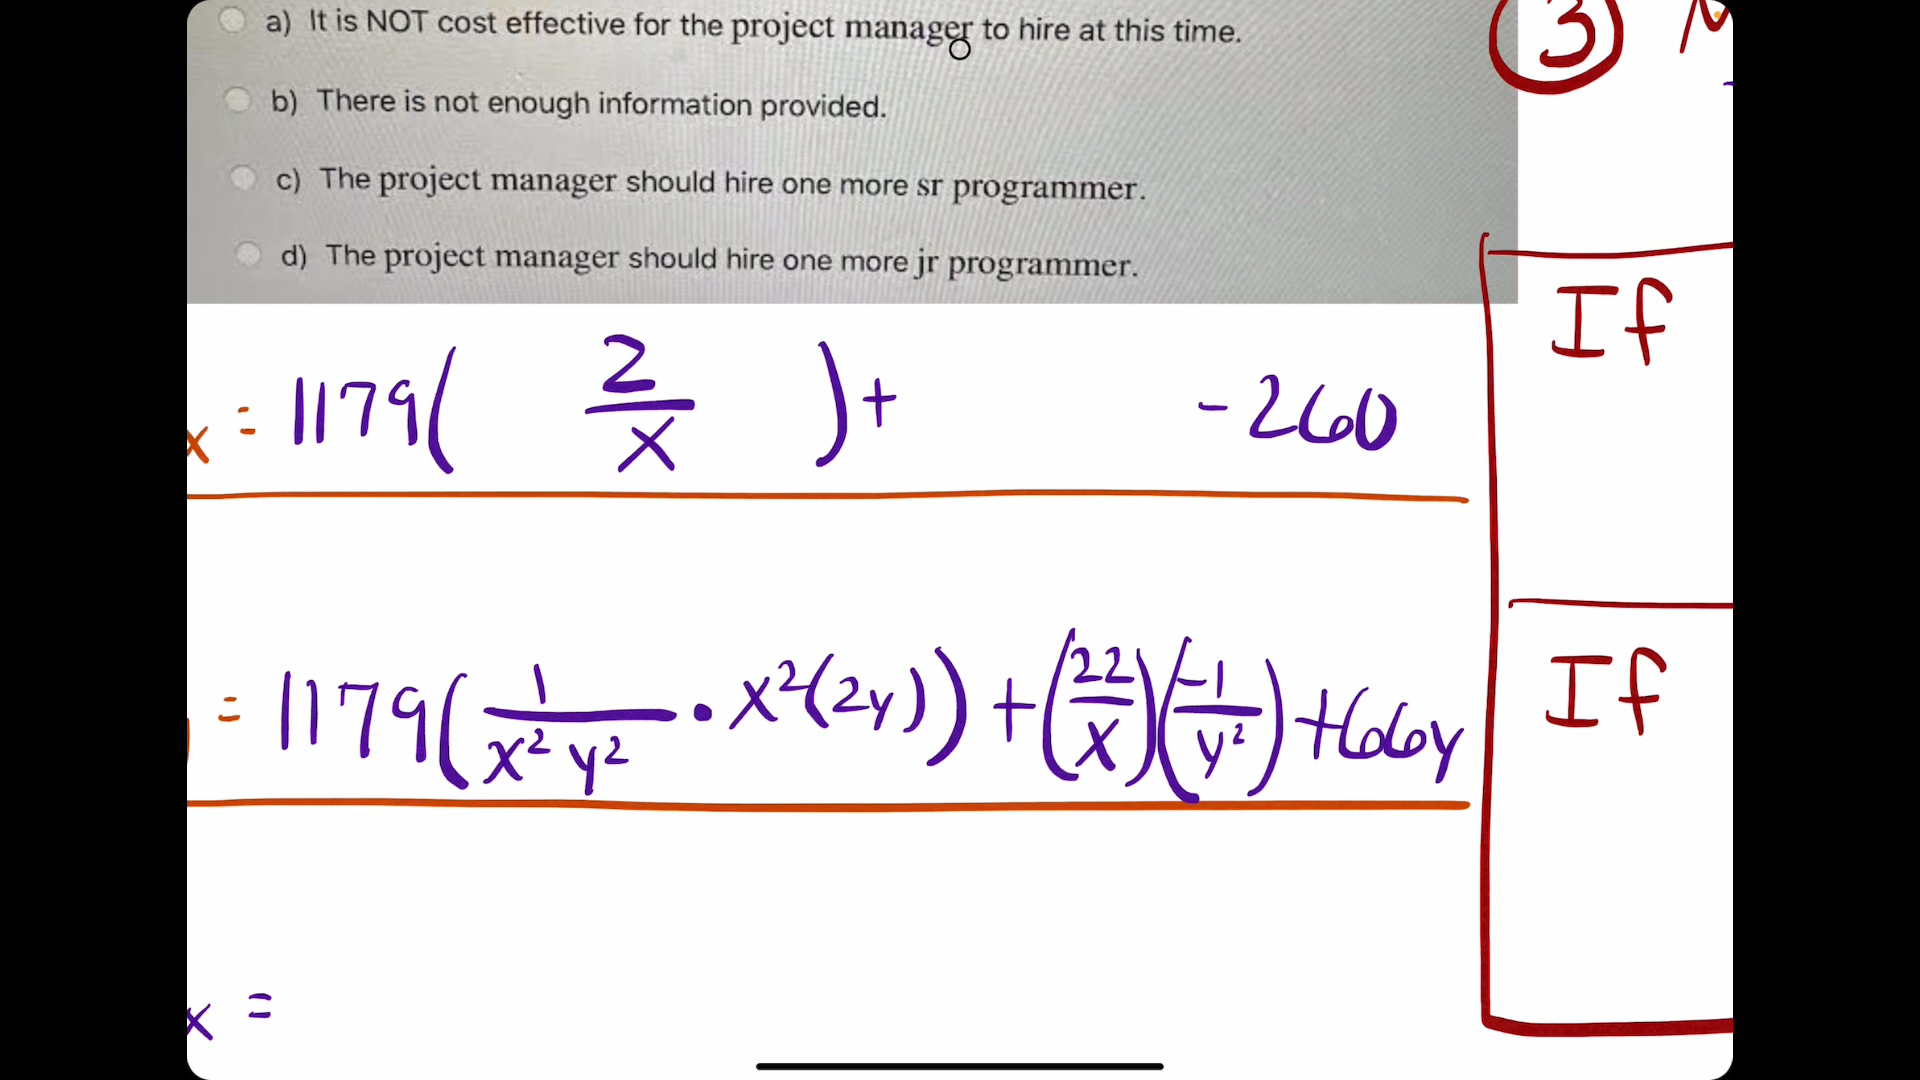 a) It is NOT cost effective for the project manager to hire at this time.
b) There is not enough information provided.
c) The project manager should hire one more sr programmer.
d) The project manager should hire one more jr programmer.
3
x = 1179( 2/x ) + - 260
= 1179( 1/x² y² • x²(2y)) + (22/x)(-1/y²) + 66y
x =
If
If